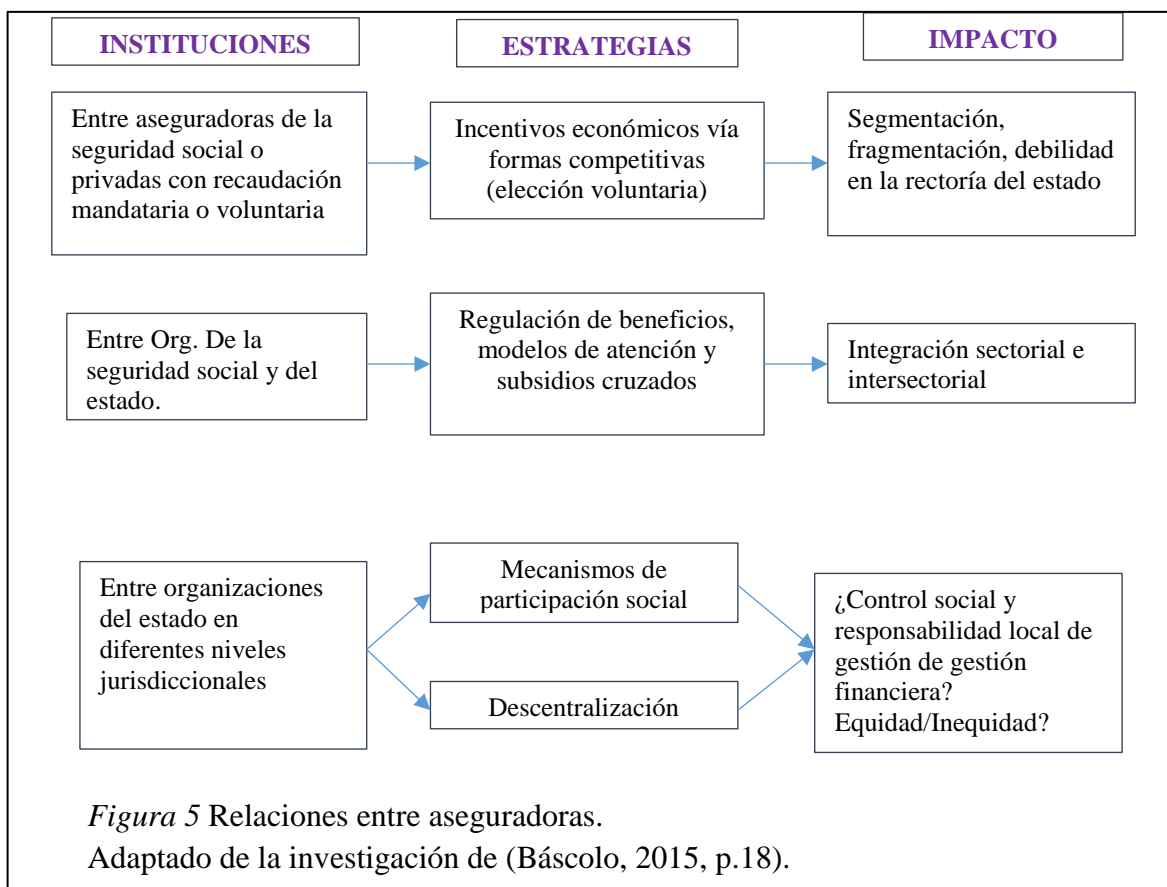 INSTITUCIONES
ESTRATEGIAS
IMPACTO
Entre aseguradoras de la
seguridad social o
privadas con recaudación
mandataria o voluntaria
Incentivos económicos vía
formas competitivas
(elección voluntaria)
Segmentación,
fragmentación, debilidad
en la rectoría del estado
Entre Org. De la
seguridad social y del
estado.
Regulación de beneficios,
modelos de atención y
subsidios cruzados
Integración sectorial e
intersectorial
Entre organizaciones
del estado en
diferentes niveles
jurisdiccionales
Mecanismos de
participación social
Descentralización
¿Control social y
responsabilidad local de
gestión de gestión
financiera?
Equidad/Inequidad?
Figura 5 Relaciones entre aseguradoras.
Adaptado de la investigación de (Báscolo, 2015, p.18).